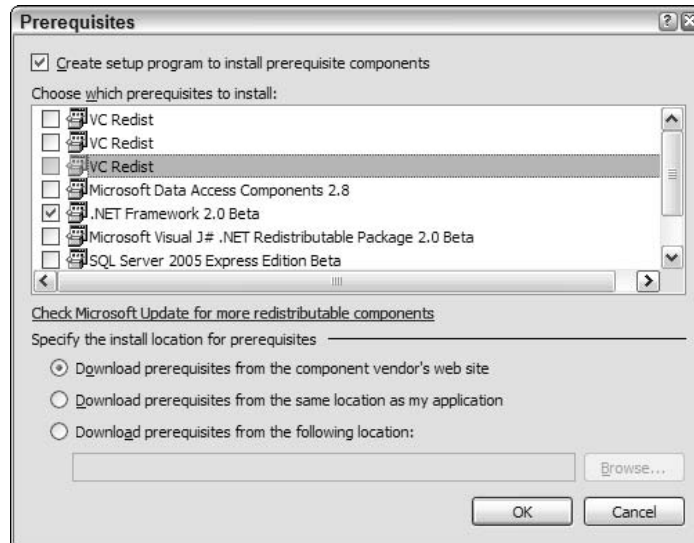 Prerequisites
Create setup program to install prerequisite components
Choose which prerequisites to install:
VC Redist
VC Redist
VC Redist
Microsoft Data Access Components 2.8
.NET Framework 2.0 Beta
Microsoft Visual J# .NET Redistributable Package 2.0 Beta
SQL Server 2005 Express Edition Beta
Check Microsoft Update for more redistributable components
Specify the install location for prerequisites
Download prerequisites from the component vendor's web site
Download prerequisites from the same location as my application
Download prerequisites from the following location:
Browse...
OK Cancel